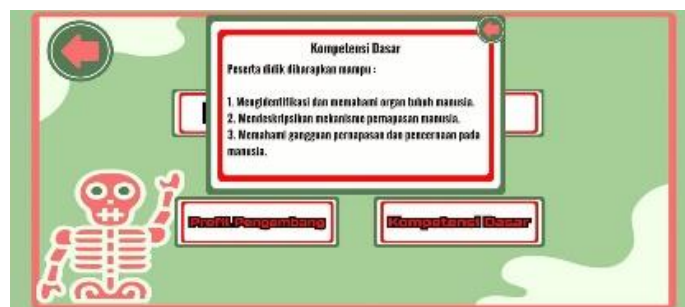 Kompetensi Dasar
Peserta didik diharapkan mampu :
1. Mengidentifikasi dan memahami organ tubuh manusia.
2. Mendeskripsikan mekanisme pernapasan manusia.
3. Memahami gangguan pernapasan dan pencernaan pada
manusia.
Profil Pengembang
Kompetensi Dasar